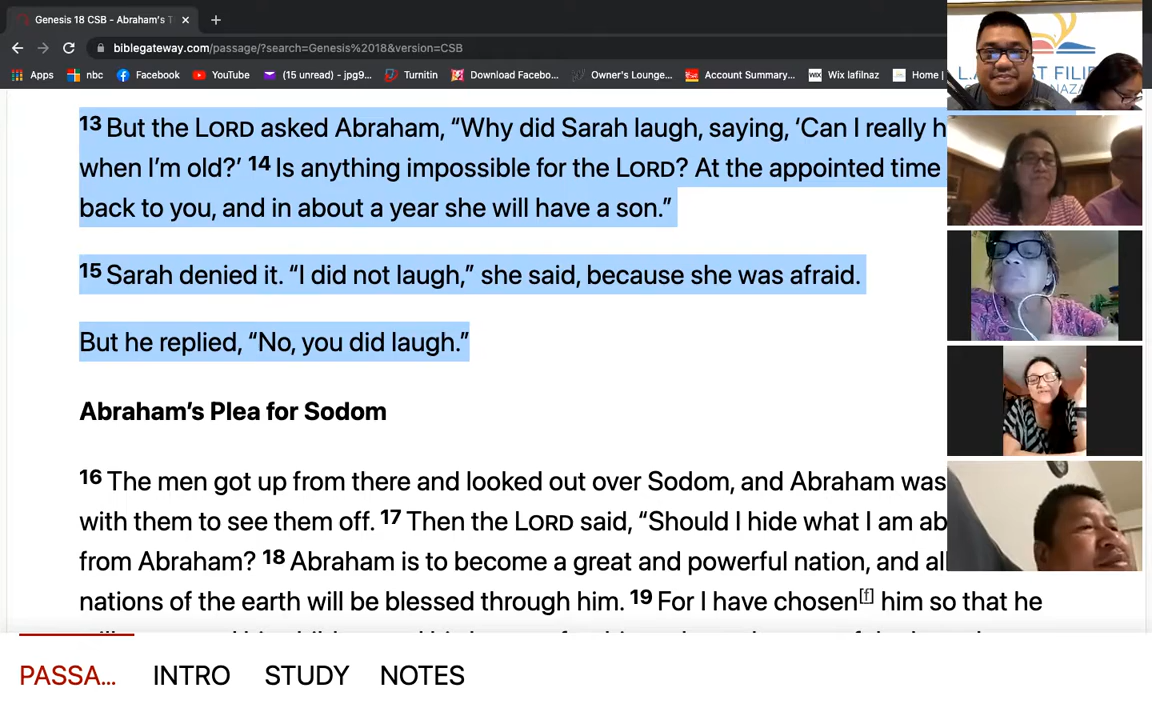 Genesis 18 CSB - Abraham's T
biblegateway.com/passage/?search=Genesis%2018&version=CSB
Apps nbc Facebook YouTube (15 unread) - jpg9... Turnitin Download Facebo... Owner's Lounge... Account Summary... Wix lafilnaz Home |
13 But the LORD asked Abraham, “Why did Sarah laugh, saying, ‘Can I really h
when I’m old?’ 14 Is anything impossible for the LORD? At the appointed time
back to you, and in about a year she will have a son.”
15 Sarah denied it. “I did not laugh,” she said, because she was afraid.
But he replied, “No, you did laugh.”
Abraham’s Plea for Sodom
16 The men got up from there and looked out over Sodom, and Abraham was
with them to see them off. 17 Then the LORD said, “Should I hide what I am ab
from Abraham? 18 Abraham is to become a great and powerful nation, and all
nations of the earth will be blessed through him. 19 For I have chosen[f] him so that he
PASSA... INTRO STUDY NOTES